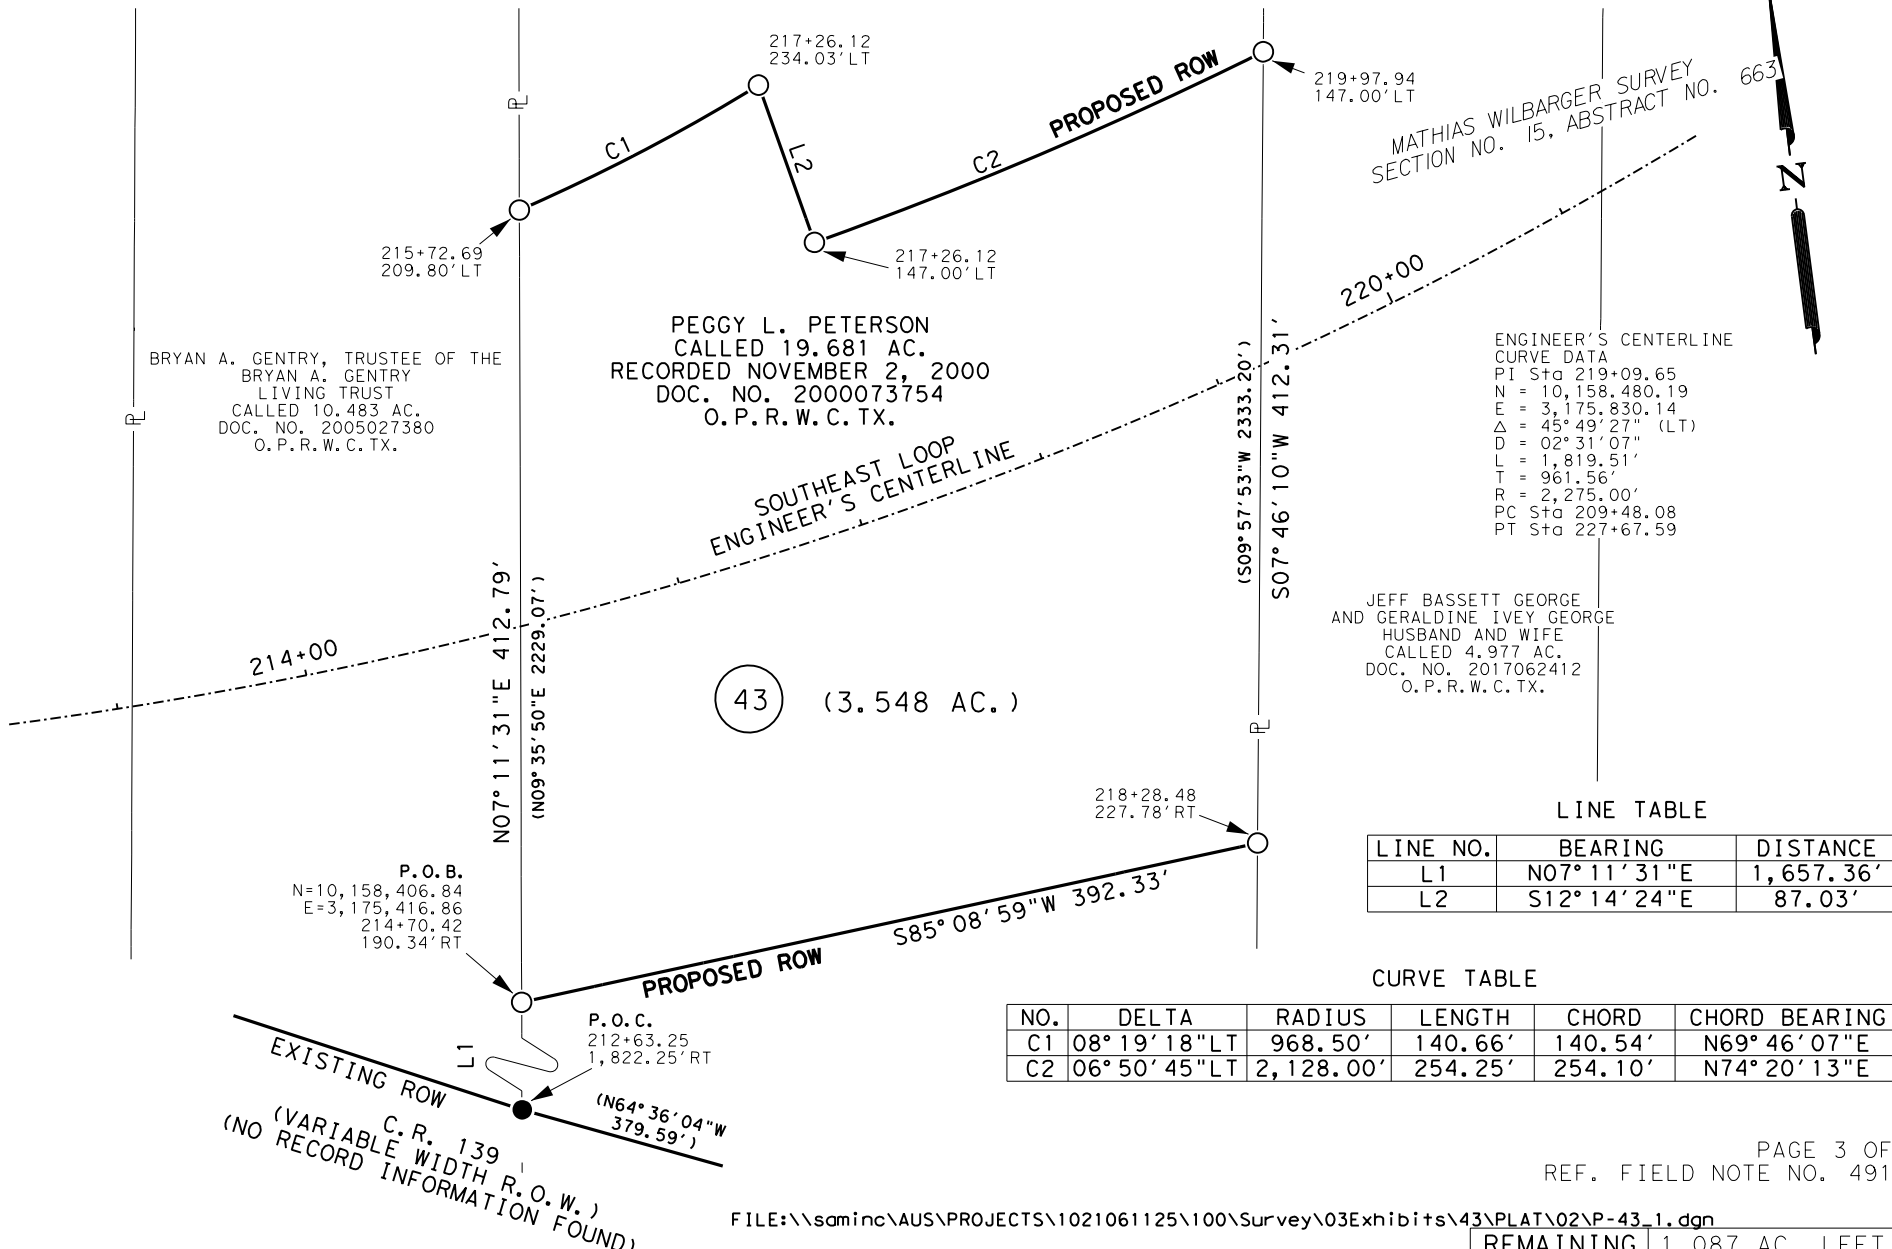 217+26.12
234.03'LT
219+97.94
147.00'LT
PROPOSED ROW
MATHIAS WILBARGER SURVEY
SECTION NO. 15, ABSTRACT NO. 663
N
C1
L2
C2
215+72.69
209.80'LT
217+26.12
147.00'LT
220+00
PEGGY L. PETERSON
CALLED 19.681 AC.
RECORDED NOVEMBER 2, 2000
DOC. NO. 2000073754
O.P.R.W.C.TX.
BRYAN A. GENTRY, TRUSTEE OF THE
BRYAN A. GENTRY
LIVING TRUST
CALLED 10.483 AC.
DOC. NO. 2005027380
O.P.R.W.C.TX.
(S09°57'53"W 2333.20')
S07°46'10"W 412.31'
ENGINEER'S CENTERLINE
CURVE DATA
PI Sta 219+09.65
N = 10,158.480.19
E = 3,175.830.14
Δ = 45°49'27" (LT)
D = 02°31'07"
L = 1,819.51'
T = 961.56'
R = 2,275.00'
PC Sta 209+48.08
PT Sta 227+67.59
SOUTHEAST LOOP
ENGINEER'S CENTERLINE
214+00
N07°11'31"E 412.79'
(N09°35'50"E 2229.07')
43 (3.548 AC.)
JEFF BASSETT GEORGE
AND GERALDINE IVEY GEORGE
HUSBAND AND WIFE
CALLED 4.977 AC.
DOC. NO. 2017062412
O.P.R.W.C.TX.
218+28.48
227.78'RT
P.O.B.
N=10,158,406.84
E=3,175,416.86
214+70.42
190.34'RT
PROPOSED ROW
S85°08'59"W 392.33'
LINE TABLE
LINE NO. BEARING DISTANCE
L1 N07°11'31"E 1,657.36'
L2 S12°14'24"E 87.03'
CURVE TABLE
NO. DELTA RADIUS LENGTH CHORD CHORD BEARING
C1 08°19'18"LT 968.50' 140.66' 140.54' N69°46'07"E
C2 06°50'45"LT 2,128.00' 254.25' 254.10' N74°20'13"E
P.O.C.
212+63.25
1,822.25'RT
L1
EXISTING ROW
(N64°36'04"W
379.59')
C.R. 139
(VARIABLE WIDTH R.O.W.)
(NO RECORD INFORMATION FOUND)
PAGE 3 OF
REF. FIELD NOTE NO. 491
FILE:\\saminc\AUS\PROJECTS\1021061125\100\Survey\03Exhibits\43\PLAT\02\P-43_1.dgn
REMAINING 1.087 AC. LEFT